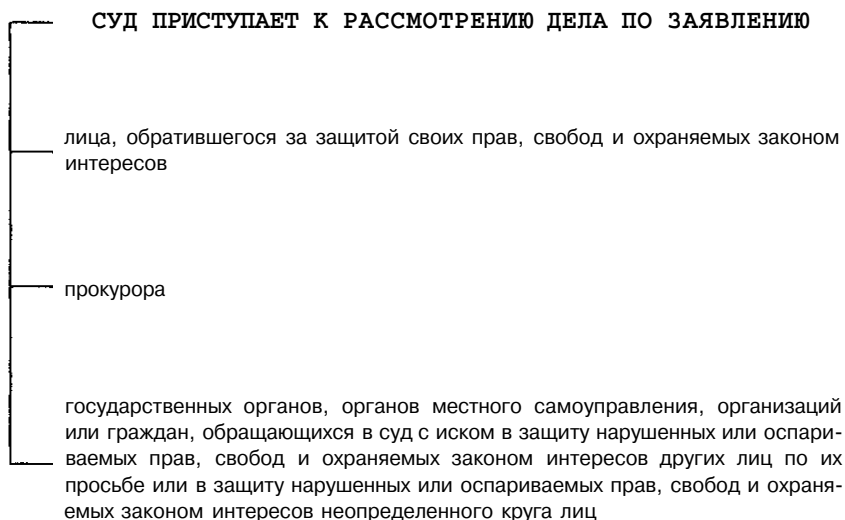 СУД ПРИСТУПАЕТ К РАССМОТРЕНИЮ ДЕЛА ПО ЗАЯВЛЕНИЮ
лица, обратившегося за защитой своих прав, свобод и охраняемых законом
интересов
прокурора
государственных органов, органов местного самоуправления, организаций
или граждан, обращающихся в суд с иском в защиту нарушенных или оспари-
ваемых прав, свобод и охраняемых законом интересов других лиц по их
просьбе или в защиту нарушенных или оспариваемых прав, свобод и охраня-
емых законом интересов неопределенного круга лиц